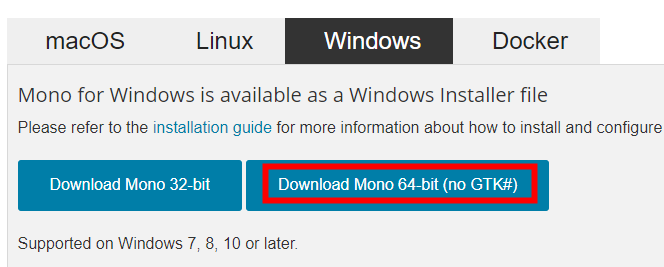 macOS Linux Windows Docker
Mono for Windows is available as a Windows Installer file
Please refer to the installation guide for more information about how to install and configure
Download Mono 32-bit Download Mono 64-bit (no GTK#)
Supported on Windows 7, 8, 10 or later.